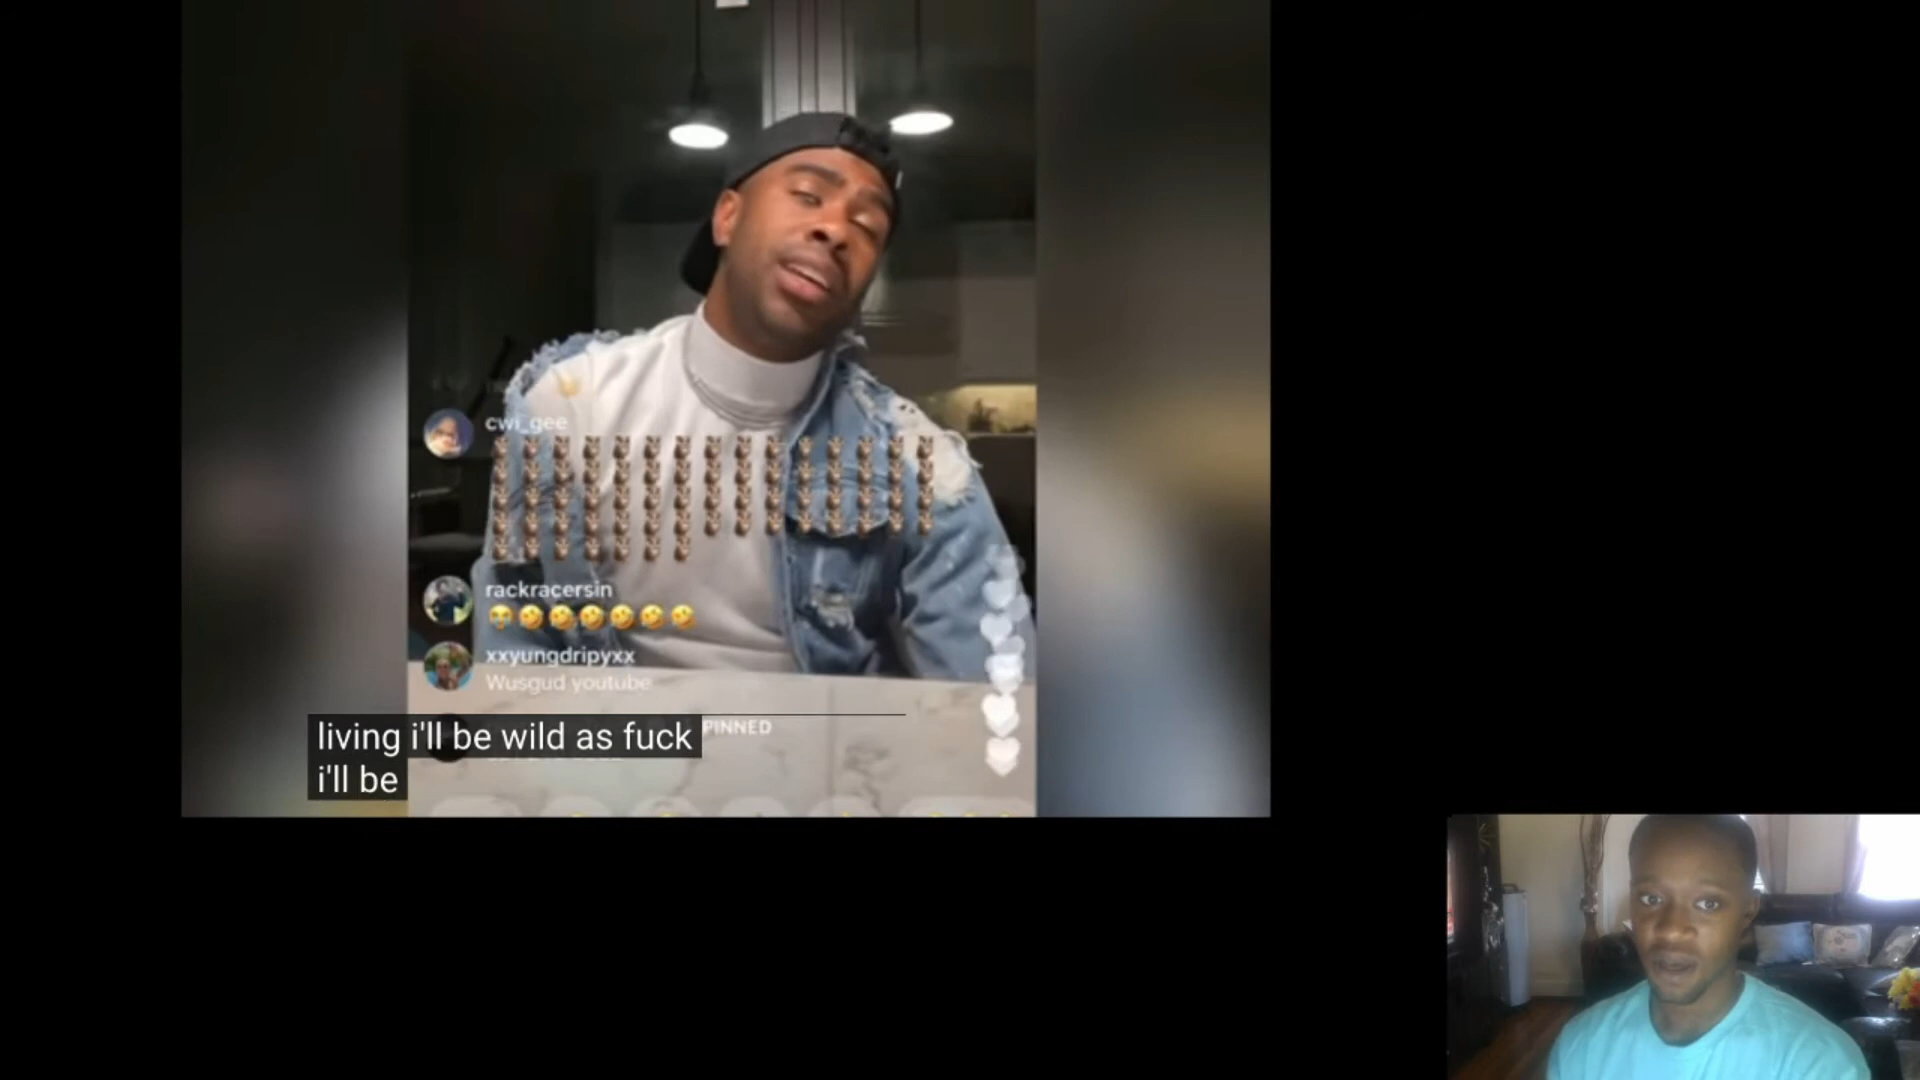 cwi_gee
rackracersin
xxyungdripyxx
Wusgud youtube
PINNED
living i'll be wild as fuck
i'll be